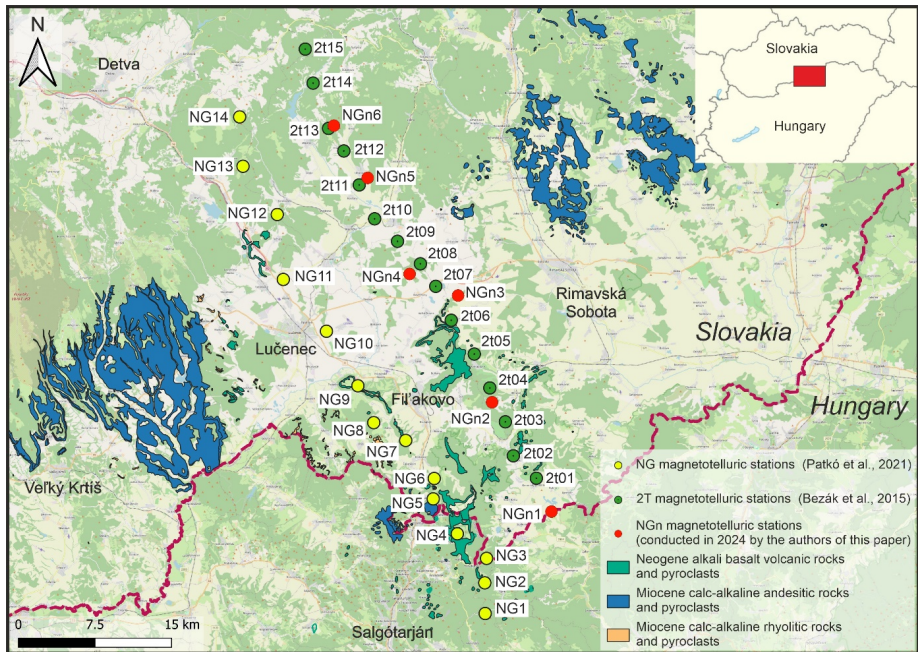 N
Detva
Slovakia
Hungary
2t15
2t14
NG14
2t13
NGn6
2t12
NG13
2t11
NGn5
NG12
2t10
2t09
2t08
NG11
NGn4
2t07
NGn3
Rimavská
Sobota
2t06
Slovakia
NG10
Lučenec
2t05
2t04
NG9
Fiľakovo
NGn2
Hungary
NG8
2t03
NG7
2t02
NG6
2t01
Veľký Krtíš
NG5
NGn1
NG4
NG3
NG2
NG1
Salgótarján
NG magnetotelluric stations (Patkó et al., 2021)
2T magnetotelluric stations (Bezák et al., 2015)
NGn magnetotelluric stations
(conducted in 2024 by the authors of this paper)
Neogene alkali basalt volcanic rocks
and pyroclasts
Miocene calc-alkaline andesitic rocks
and pyroclasts
Miocene calc-alkaline rhyolitic rocks
and pyroclasts
0 7.5 15 km